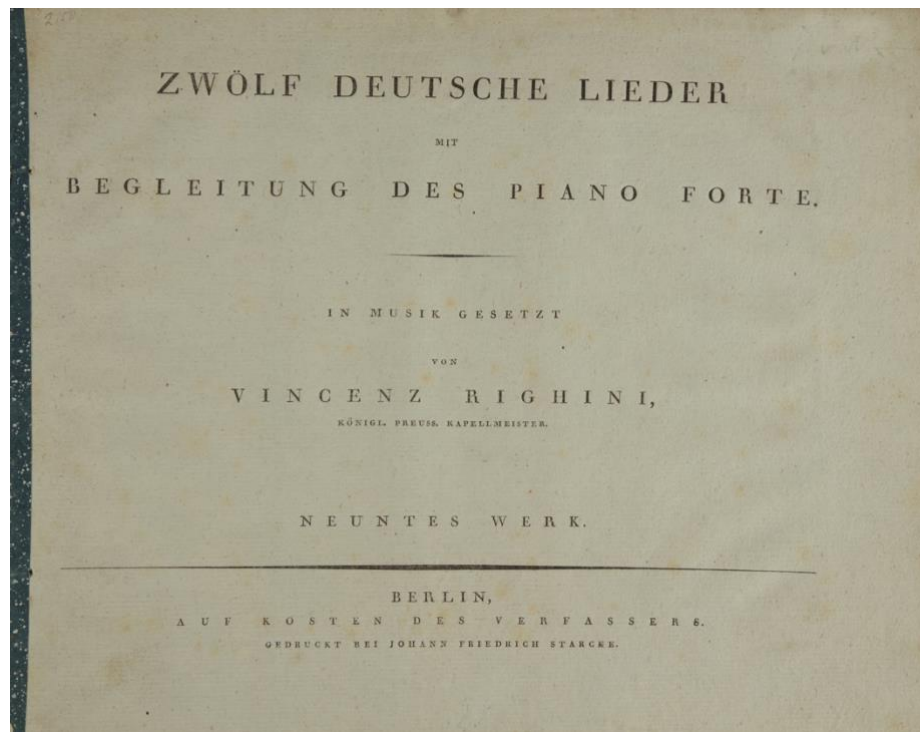 ZWÖLF DEUTSCHE LIEDER
MIT
BEGLEITUNG DES PIANO FORTE.
IN MUSIK GESETZT
VON
VINCENZ RIGHINI,
KÖNIGL. PREUSS. KAPELLMEISTER.
NEUNTES WERK.
BERLIN,
AUF KOSTEN DES VERFASSERS.
GEDRUCKT BEI JOHANN FRIEDRICH STARCKE.